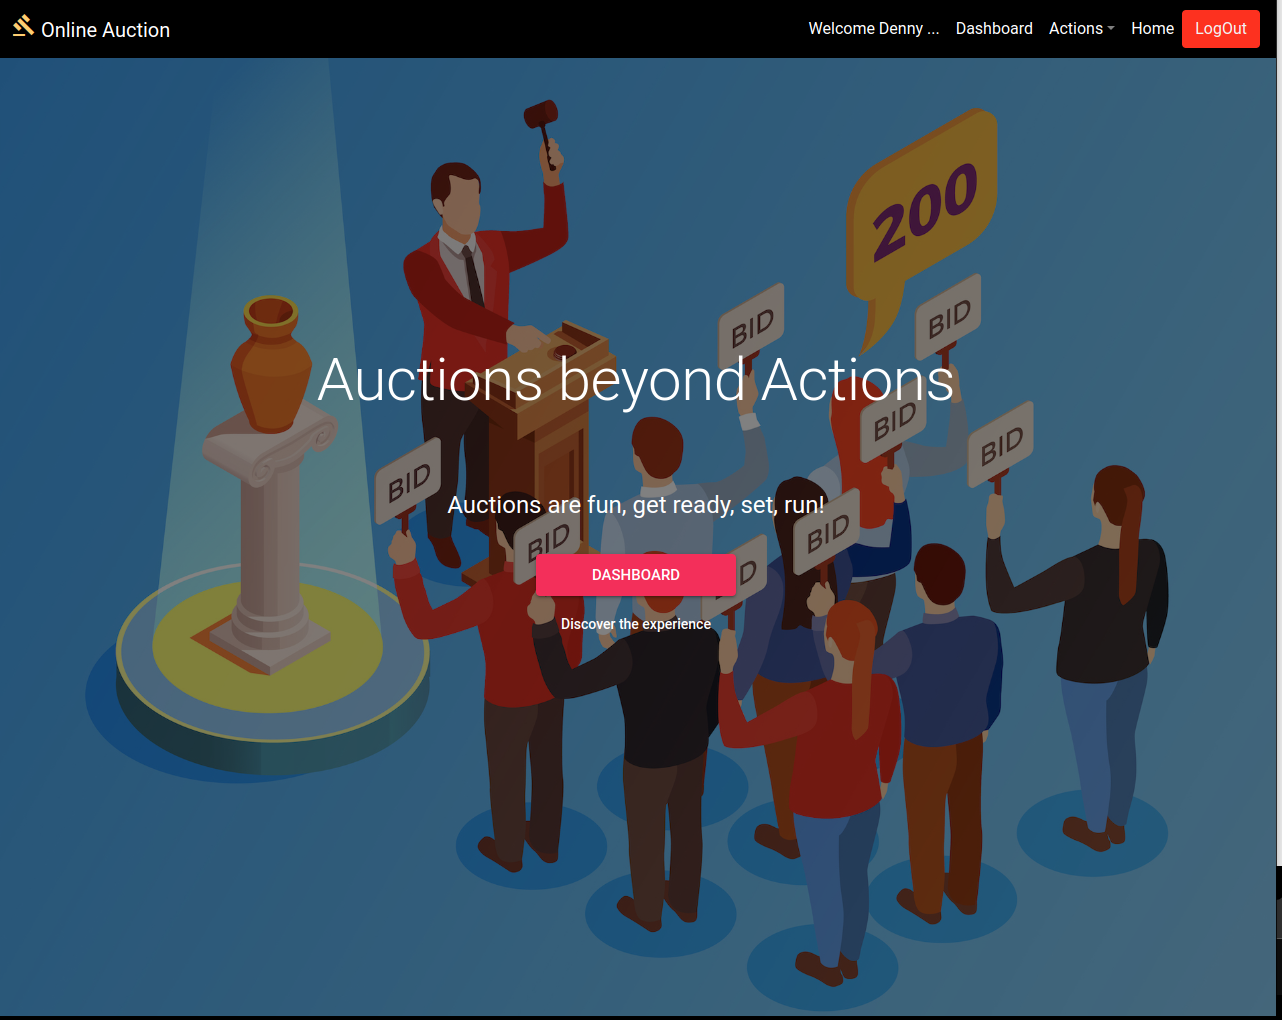 Online Auction
Welcome Denny ...
Dashboard
Actions
Home
LogOut
200
BID
BID
Auctions beyond Actions
BID
BID
BID
Auctions are fun, get ready, set, run!
BID
BID
D
DASHBOARD
Discover the experience